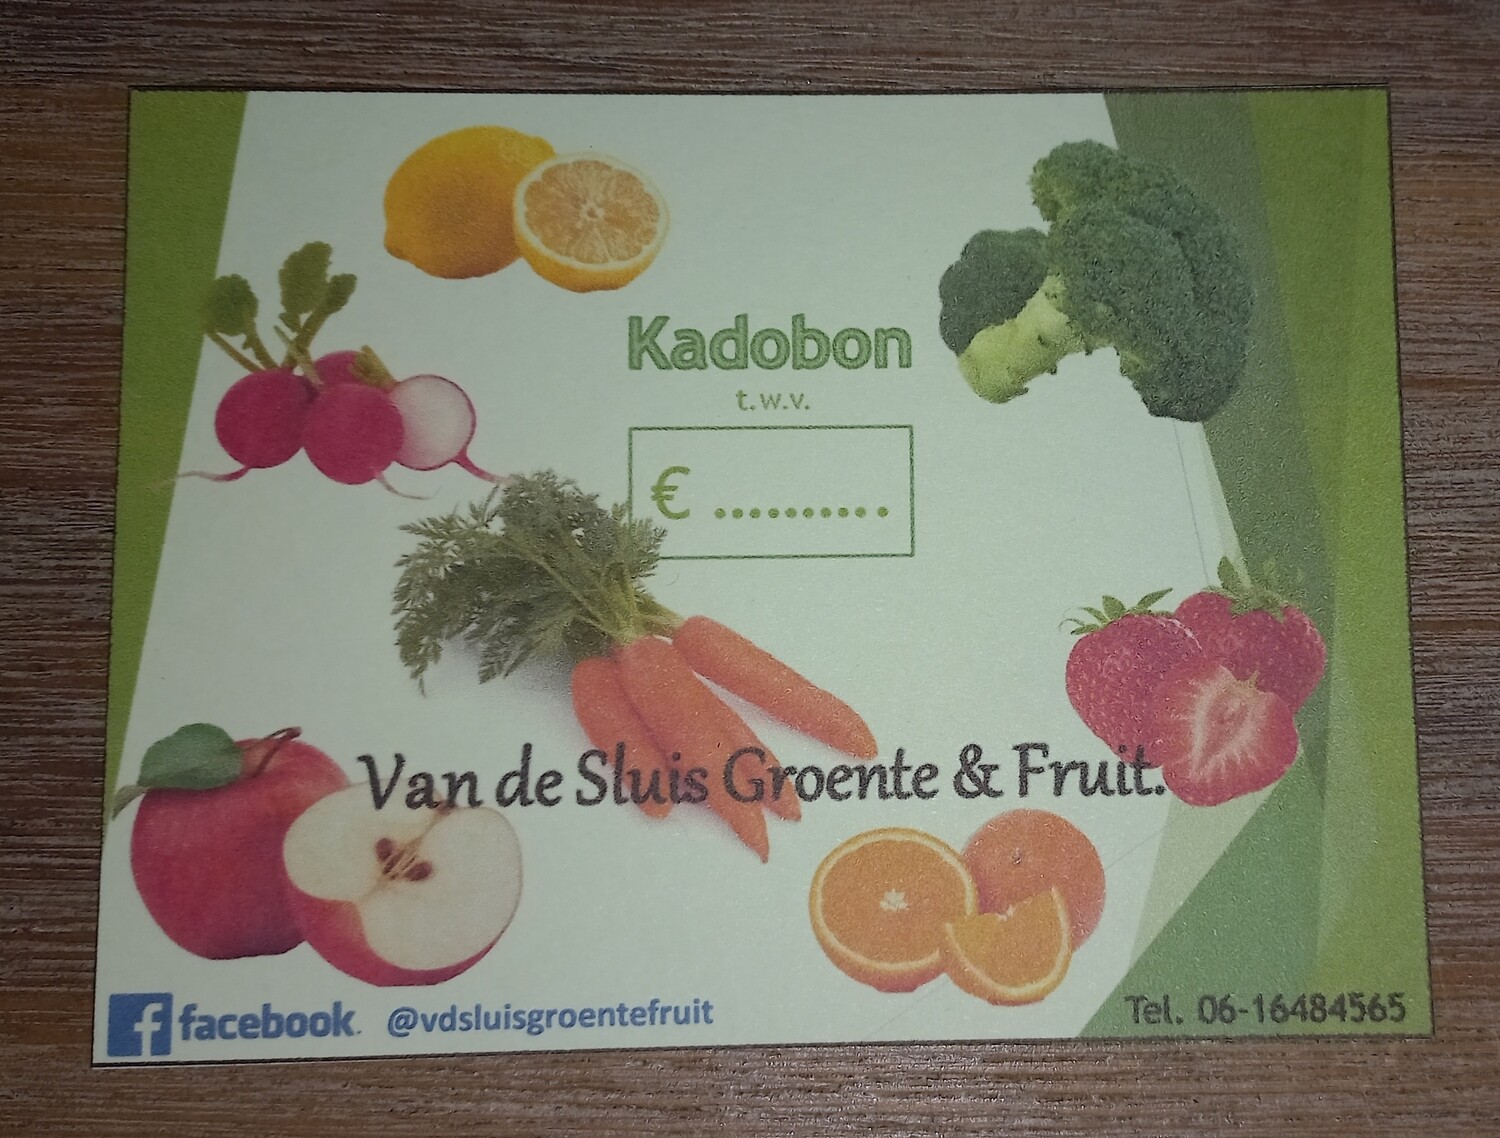 Kadobon
t.w.v.
€ ..........
Van de Sluis Groente & Fruit.
facebook. @vdsluisgroentefruit
Tel. 06-16484565